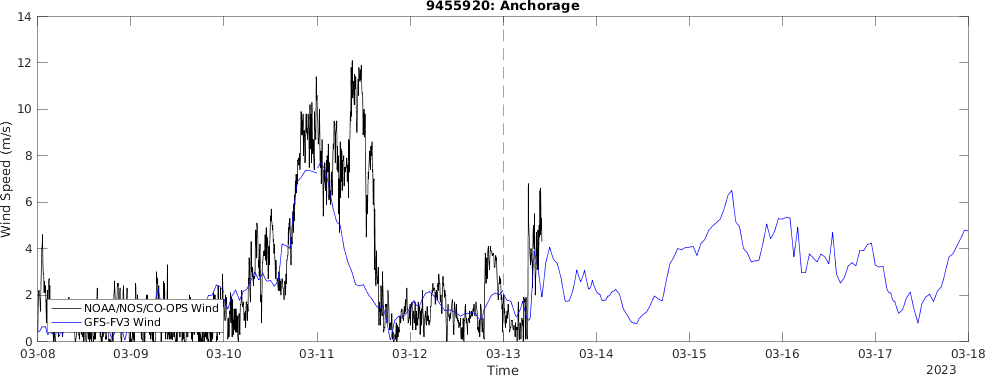 9455920: Anchorage
14
12
10
8
6
4
2
0
Wind Speed (m/s)
NOAA/NOS/CO-OPS Wind
GFS-FV3 Wind
03-08 03-09 03-10 03-11 03-12 03-13 03-14 03-15 03-16 03-17 03-18
Time
2023